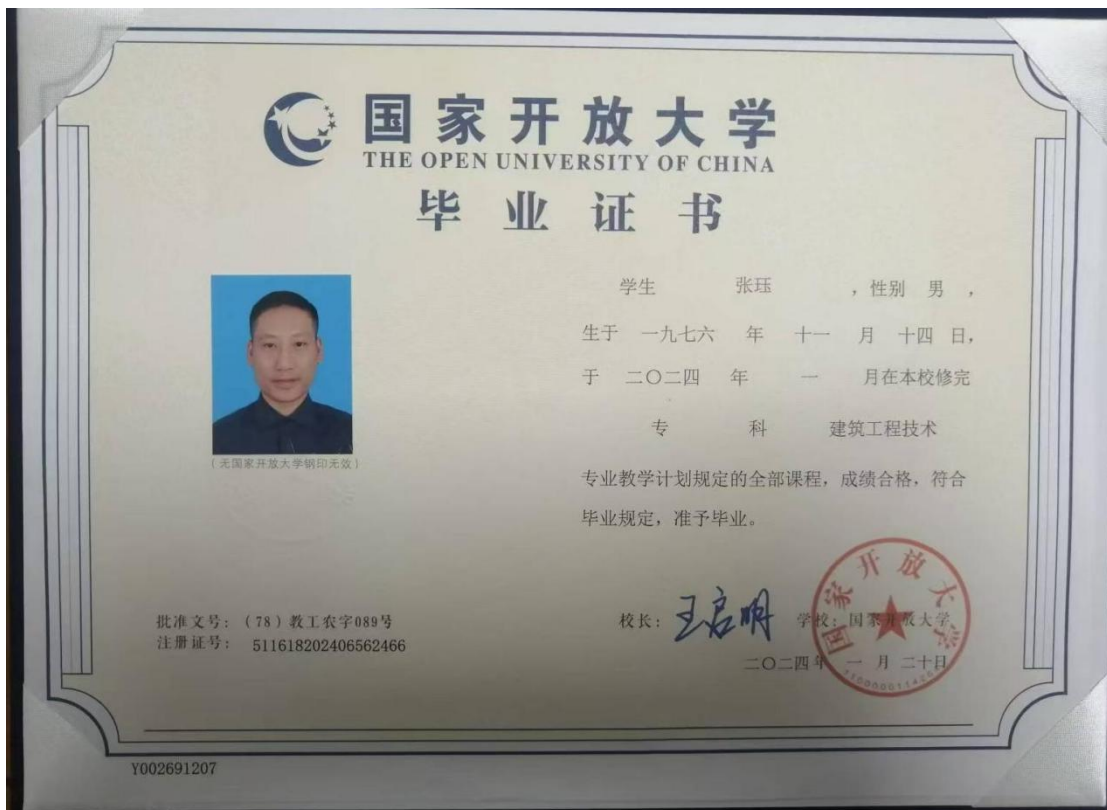 国家开放大学
THE OPEN UNIVERSITY OF CHINA
毕业证书
学生 张珏 ，性别 男 ，
生于 一九七六 年 十一 月 十四 日，
于 二〇二四 年 一 月在本校修完
专 科 建筑工程技术
专业教学计划规定的全部课程，成绩合格，符合
毕业规定，准予毕业。
（无国家开放大学钢印无效）
批准文号：（78）教工农字089号
注册证号： 511618202406562466
校长： 王启明 学校：国家开放大学
二〇二四年 一 月 二十日
国家开放大学
Y002691207